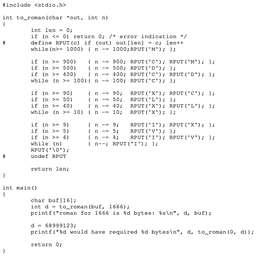 #include <stdio.h>
int to_roman(char *out, int n)
{
int len = 0;
if (n <= 0) return 0; /* error indication */
# define RPUT(c) if (out) out[len] = c; len++
while(n>= 1000) { n -= 1000;RPUT('M'); };
if (n >= 900) { n -= 900; RPUT('C'); RPUT('M'); };
if (n >= 500) { n -= 500; RPUT('D'); };
if (n >= 400) { n -= 400; RPUT('C'); RPUT('D'); };
while (n >= 100){ n -= 100; RPUT('C'); };
if (n >= 90) { n -= 90; RPUT('X'); RPUT('C'); };
if (n >= 50) { n -= 50; RPUT('L'); };
if (n >= 40) { n -= 40; RPUT('X'); RPUT('L'); };
while (n >= 10) { n -= 10; RPUT('X'); };
if (n >= 9) { n -= 9; RPUT('I'); RPUT('X'); };
if (n >= 5) { n -= 5; RPUT('V'); };
if (n >= 4) { n -= 4; RPUT('I'); RPUT('V'); };
while (n) { n--; RPUT('I'); };
RPUT('\0');
# undef RPUT
return len;
}
int main()
{
char buf[16];
int d = to_roman(buf, 1666);
printf("roman for 1666 is %d bytes: %s\n", d, buf);
d = 68999123;
printf("%d would have required %d bytes\n", d, to_roman(0, d));
return 0;
}